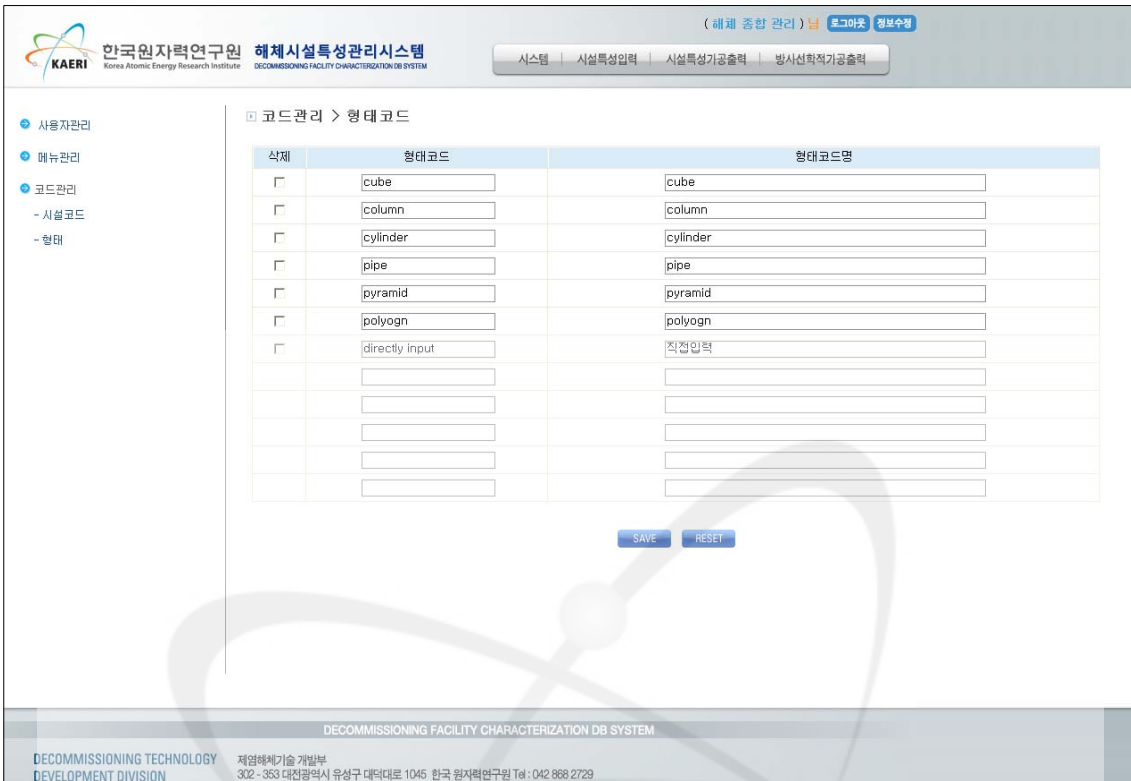 ( 해체 종합 관리 ) 님 로그아웃 정보수정
KAERI 한국원자력연구원 해체시설특성관리시스템
Korea Atomic Energy Research Institute DECOMMISSIONING FACILITY CHARACTERIZATION DB SYSTEM
시스템 | 시설특성입력 | 시설특성가공출력 | 방사선학적가공출력
사용자관리
메뉴관리
코드관리
- 시설코드
- 형태
코드관리 > 형태코드
삭제 형태코드 형태코드명
cube cube
column column
cylinder cylinder
pipe pipe
pyramid pyramid
polyogn polyogn
directly input 직접입력
SAVE RESET
DECOMMISSIONING FACILITY CHARACTERIZATION DB SYSTEM
DECOMMISSIONING TECHNOLOGY
DEVELOPMENT DIVISION
제염해체기술 개발부
302 - 353 대전광역시 유성구 대덕대로 1045 한국 원자력연구원 Tel : 042 868 2729